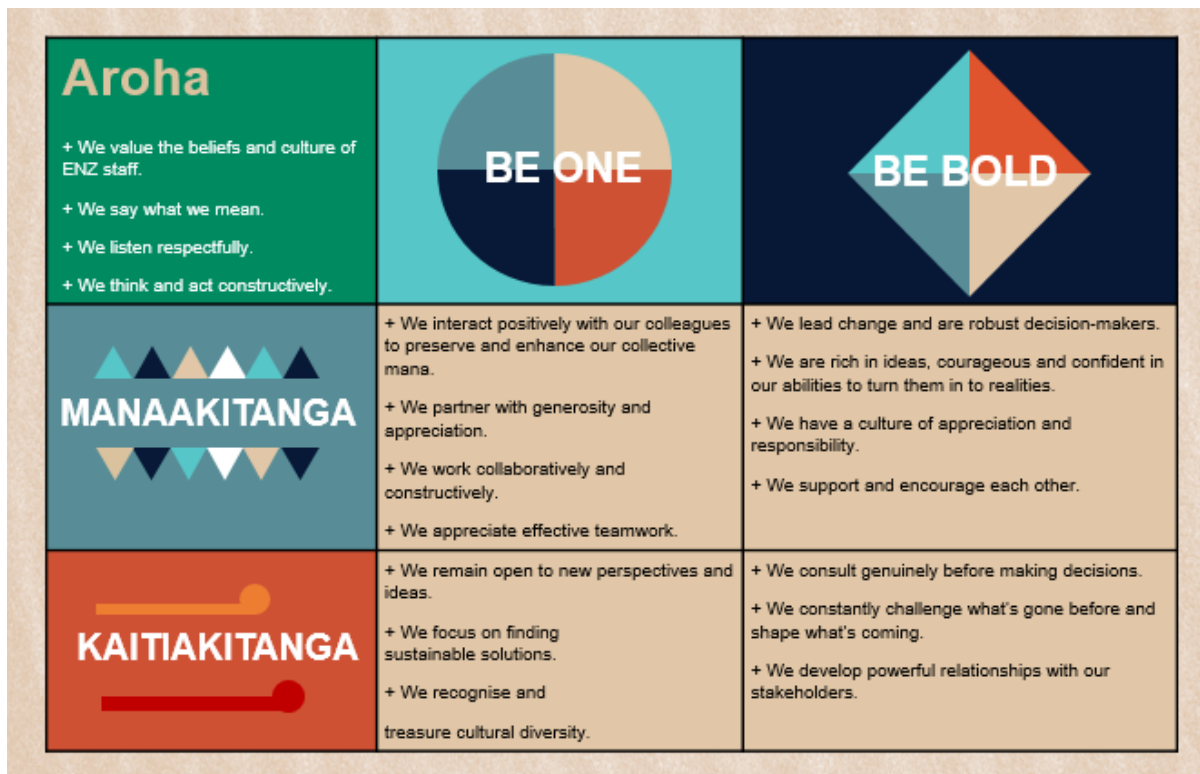 Aroha
+ We value the beliefs and culture of
ENZ staff.
+ We say what we mean.
+ We listen respectfully.
+ We think and act constructively.
BE ONE
BE BOLD
MANAAKITANGA
+ We interact positively with our colleagues
to preserve and enhance our collective
mana.
+ We partner with generosity and
appreciation.
+ We work collaboratively and
constructively.
+ We appreciate effective teamwork.
+ We lead change and are robust decision-makers.
+ We are rich in ideas, courageous and confident in
our abilities to turn them in to realities.
+ We have a culture of appreciation and
responsibility.
+ We support and encourage each other.
KAITIAKITANGA
+ We remain open to new perspectives and
ideas.
+ We focus on finding
sustainable solutions.
+ We recognise and
treasure cultural diversity.
+ We consult genuinely before making decisions.
+ We constantly challenge what's gone before and
shape what's coming.
+ We develop powerful relationships with our
stakeholders.